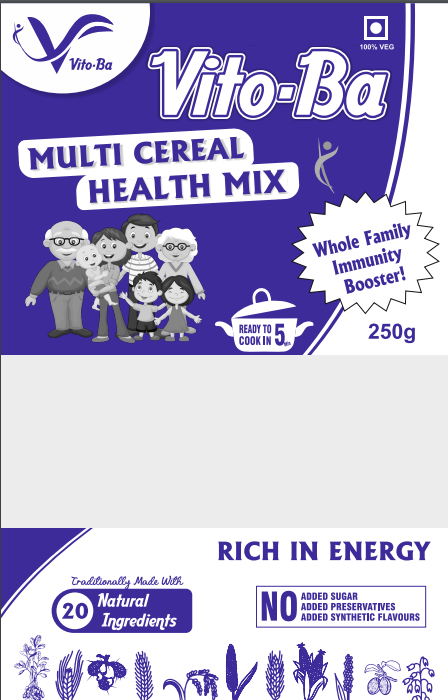 Vito-Ba
100% VEG
Vito-Ba
MULTI CEREAL
HEALTH MIX
Whole Family
Immunity
Booster!
READY TO
COOK IN 5
250g
RICH IN ENERGY
Traditionally Made With
20 Natural
Ingredients
NO ADDED SUGAR
ADDED PRESERVATIVES
ADDED SYNTHETIC FLAVOURS